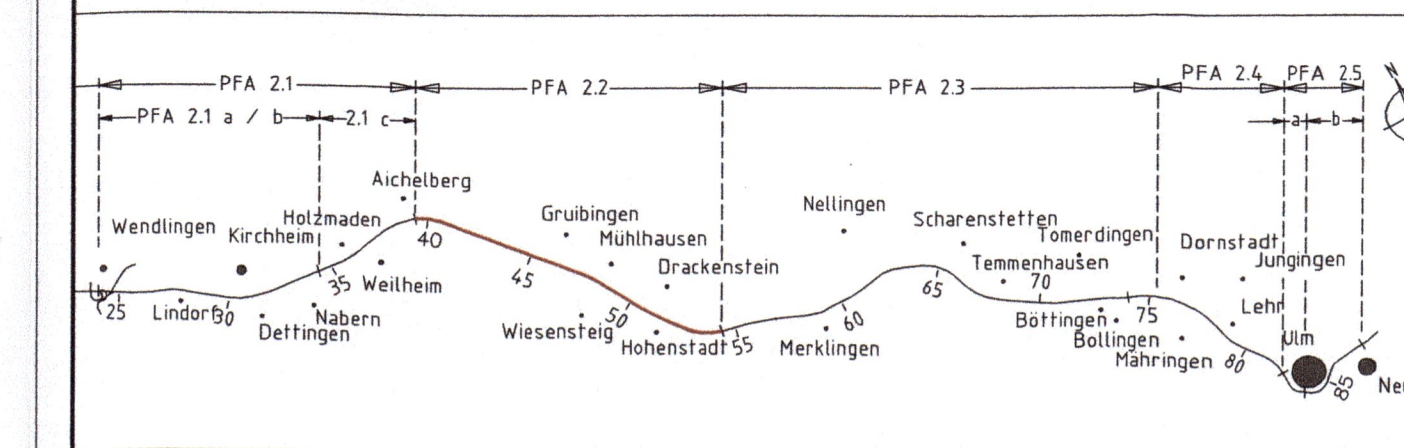 PFA 2.1
PFA 2.2
PFA 2.3
PFA 2.4
PFA 2.5
PFA 2.1 a / b
2.1 c
a
b
N
Aichelberg
Wendlingen
Kirchheim
Holzmaden
Gruibingen
Mühlhausen
Drackenstein
Nellingen
Scharenstetten
Tomerdingen
Temmenhausen
Dornstadt
Jungingen
40
45
50
35
Weilheim
25
Lindorf
30
Dettingen
Nabern
Wiesensteig
Hohenstadt
55
Merklingen
60
65
70
Böttingen
75
Bollingen
Mähringen
Lehr
80
Ulm
85